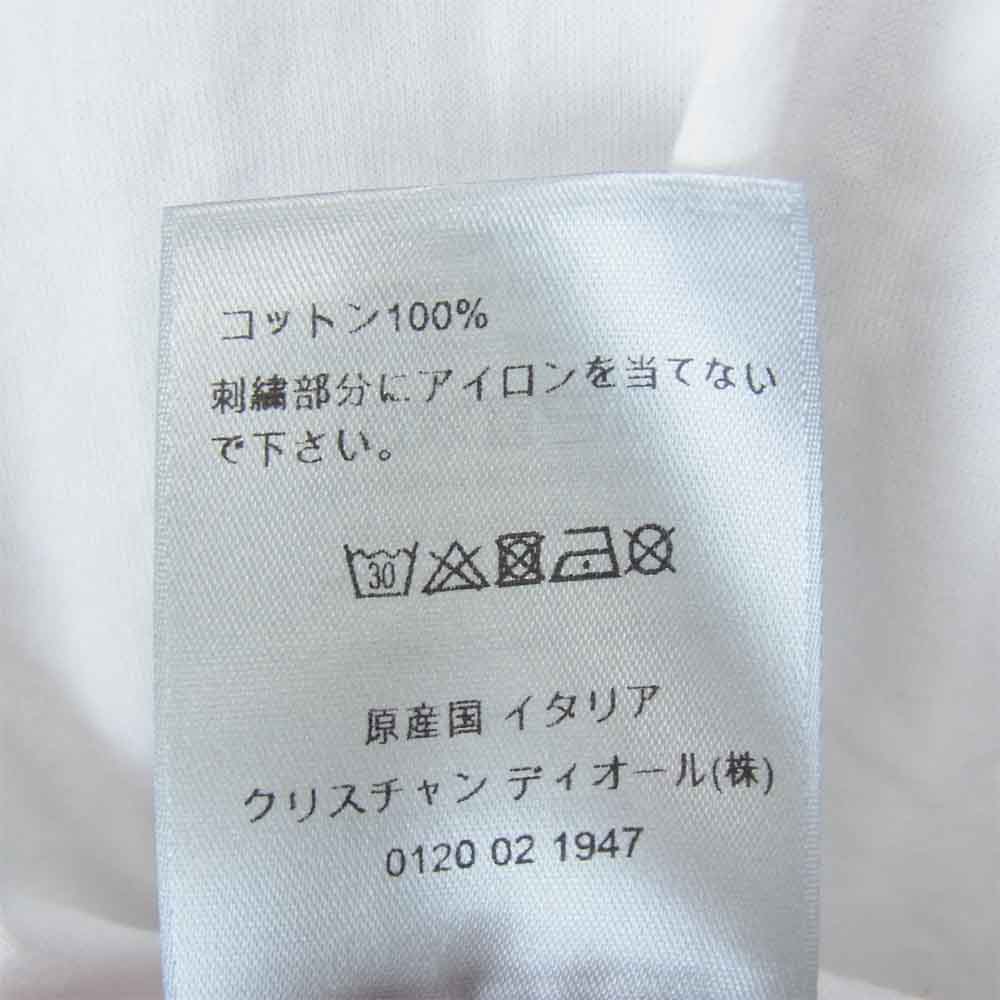 コットン100%
刺繍部分にアイロンを当てない
で下さい。
30
原産国 イタリア
クリスチャン ディオール(株)
0120 02 1947